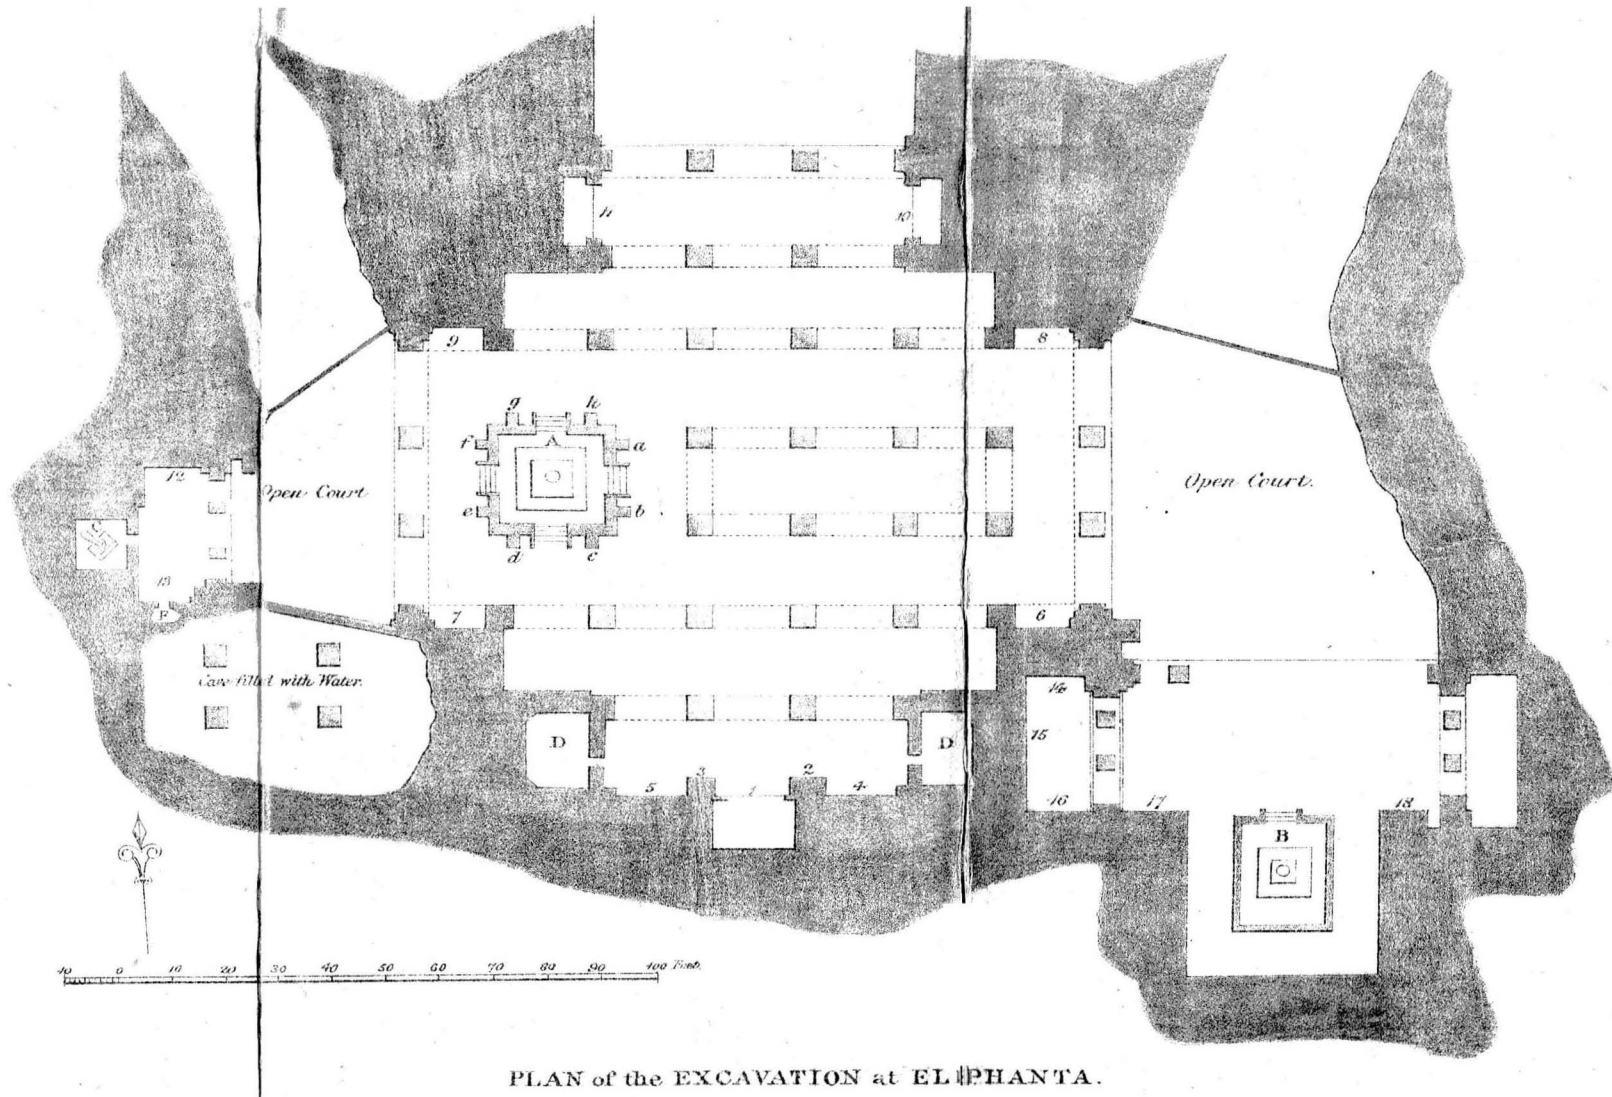 11 10
9 8
g h
f A a
12
Open Court
Open Court.
e b
d c
13
F
7 6
Cave filled with Water.
14
15
D D
3 2
5 1 4
16 17 18
B
10 0 10 20 30 40 50 60 70 80 90 100 Feet.
PLAN of the EXCAVATION at ELEPHANTA.